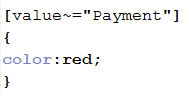 [value~="Payment"]
{
color:red;
}